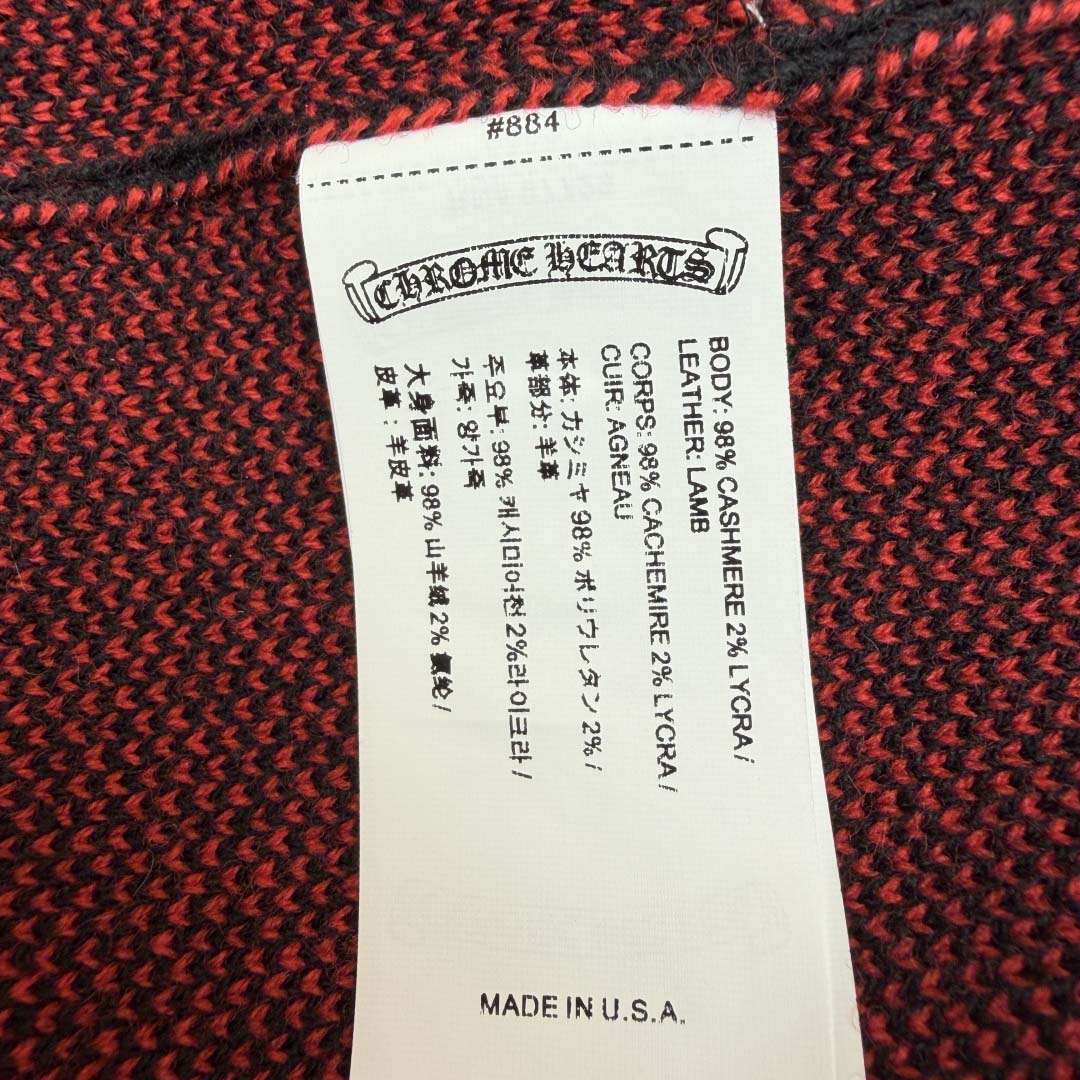 #884
CHROME HEARTS
BODY: 98% CASHMERE 2% LYCRA /
LEATHER: LAMB
CORPS: 98% CACHEMIRE 2% LYCRA /
CUIR: AGNEAU
本体: カシミヤ 98% ポリウレタン 2% /
革部分: 羊革
주요부: 98% 캐시미어천 2%라이크라 /
가죽: 양가죽
大身面料: 98% 山羊绒 2% 氨纶 /
皮革: 羊皮革
MADE IN U.S.A.